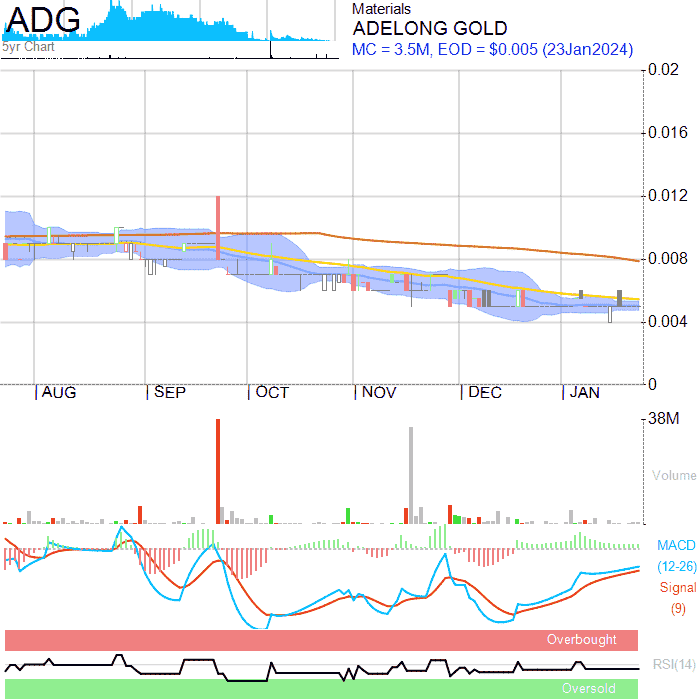 ADG
5yr Chart
Materials
ADELONG GOLD
MC = 3.5M, EOD = $0.005 (23Jan2024)
0.02
0.016
0.012
0.008
0.004
0
AUG SEP OCT NOV DEC JAN
38M
Volume
MACD
(12-26)
Signal
(9)
Overbought
RSI(14)
Oversold